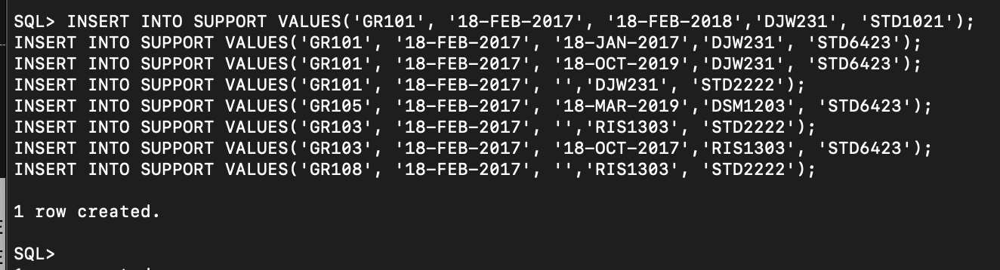 SQL> INSERT INTO SUPPORT VALUES('GR101', '18-FEB-2017', '18-FEB-2018','DJW231', 'STD1021');
INSERT INTO SUPPORT VALUES('GR101', '18-FEB-2017', '18-JAN-2017','DJW231', 'STD6423');
INSERT INTO SUPPORT VALUES('GR101', '18-FEB-2017', '18-OCT-2019','DJW231', 'STD6423');
INSERT INTO SUPPORT VALUES('GR101', '18-FEB-2017', '','DJW231', 'STD2222');
INSERT INTO SUPPORT VALUES('GR105', '18-FEB-2017', '18-MAR-2019','DSM1203', 'STD6423');
INSERT INTO SUPPORT VALUES('GR103', '18-FEB-2017', '','RIS1303', 'STD2222');
INSERT INTO SUPPORT VALUES('GR103', '18-FEB-2017', '18-OCT-2017','RIS1303', 'STD6423');
INSERT INTO SUPPORT VALUES('GR108', '18-FEB-2017', '','RIS1303', 'STD2222');
1 row created.
SQL>